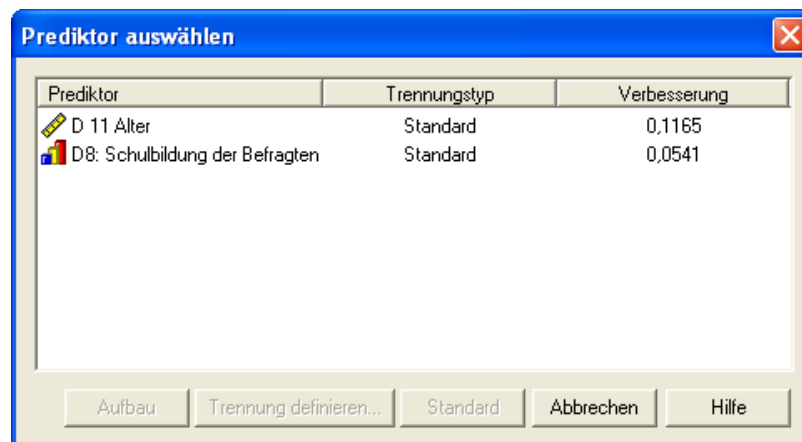 Prediktor auswählen
Prediktor Trennungstyp Verbesserung
D 11 Alter Standard 0,1165
D8: Schulbildung der Befragten Standard 0,0541
Aufbau Trennung definieren... Standard Abbrechen Hilfe